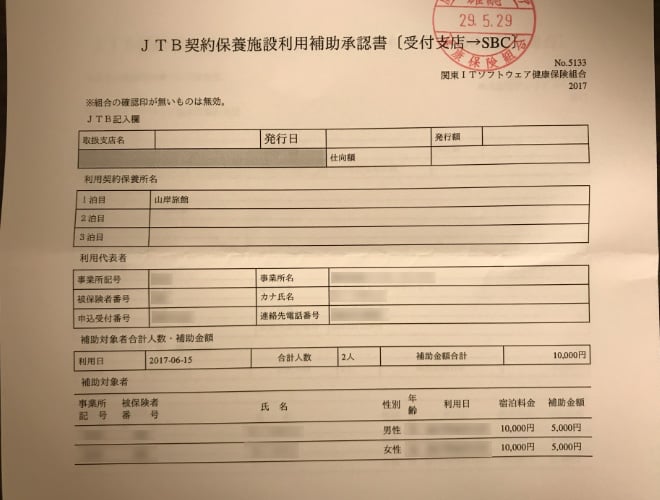 29.5.29
健康保険組合
JTB契約保養施設利用補助承認書〔受付支店→SBC〕
No.5133
関東ITソフトウェア健康保険組合
2017
※組合の確認印が無いものは無効。
JTB記入欄
取扱支店名 発行日 発行額
仕向額
利用契約保養所名
1泊目 山岸旅館
2泊目
3泊目
利用代表者
事業所記号 事業所名
被保険者番号 カナ氏名
申込受付番号 連絡先電話番号
補助対象者合計人数・補助金額
利用日 2017-06-15 合計人数 2人 補助金額合計 10,000円
補助対象者
事業所記号 被保険者番号 氏名 性別 年齢 利用日 宿泊料金 補助金額
男性 10,000円 5,000円
女性 10,000円 5,000円